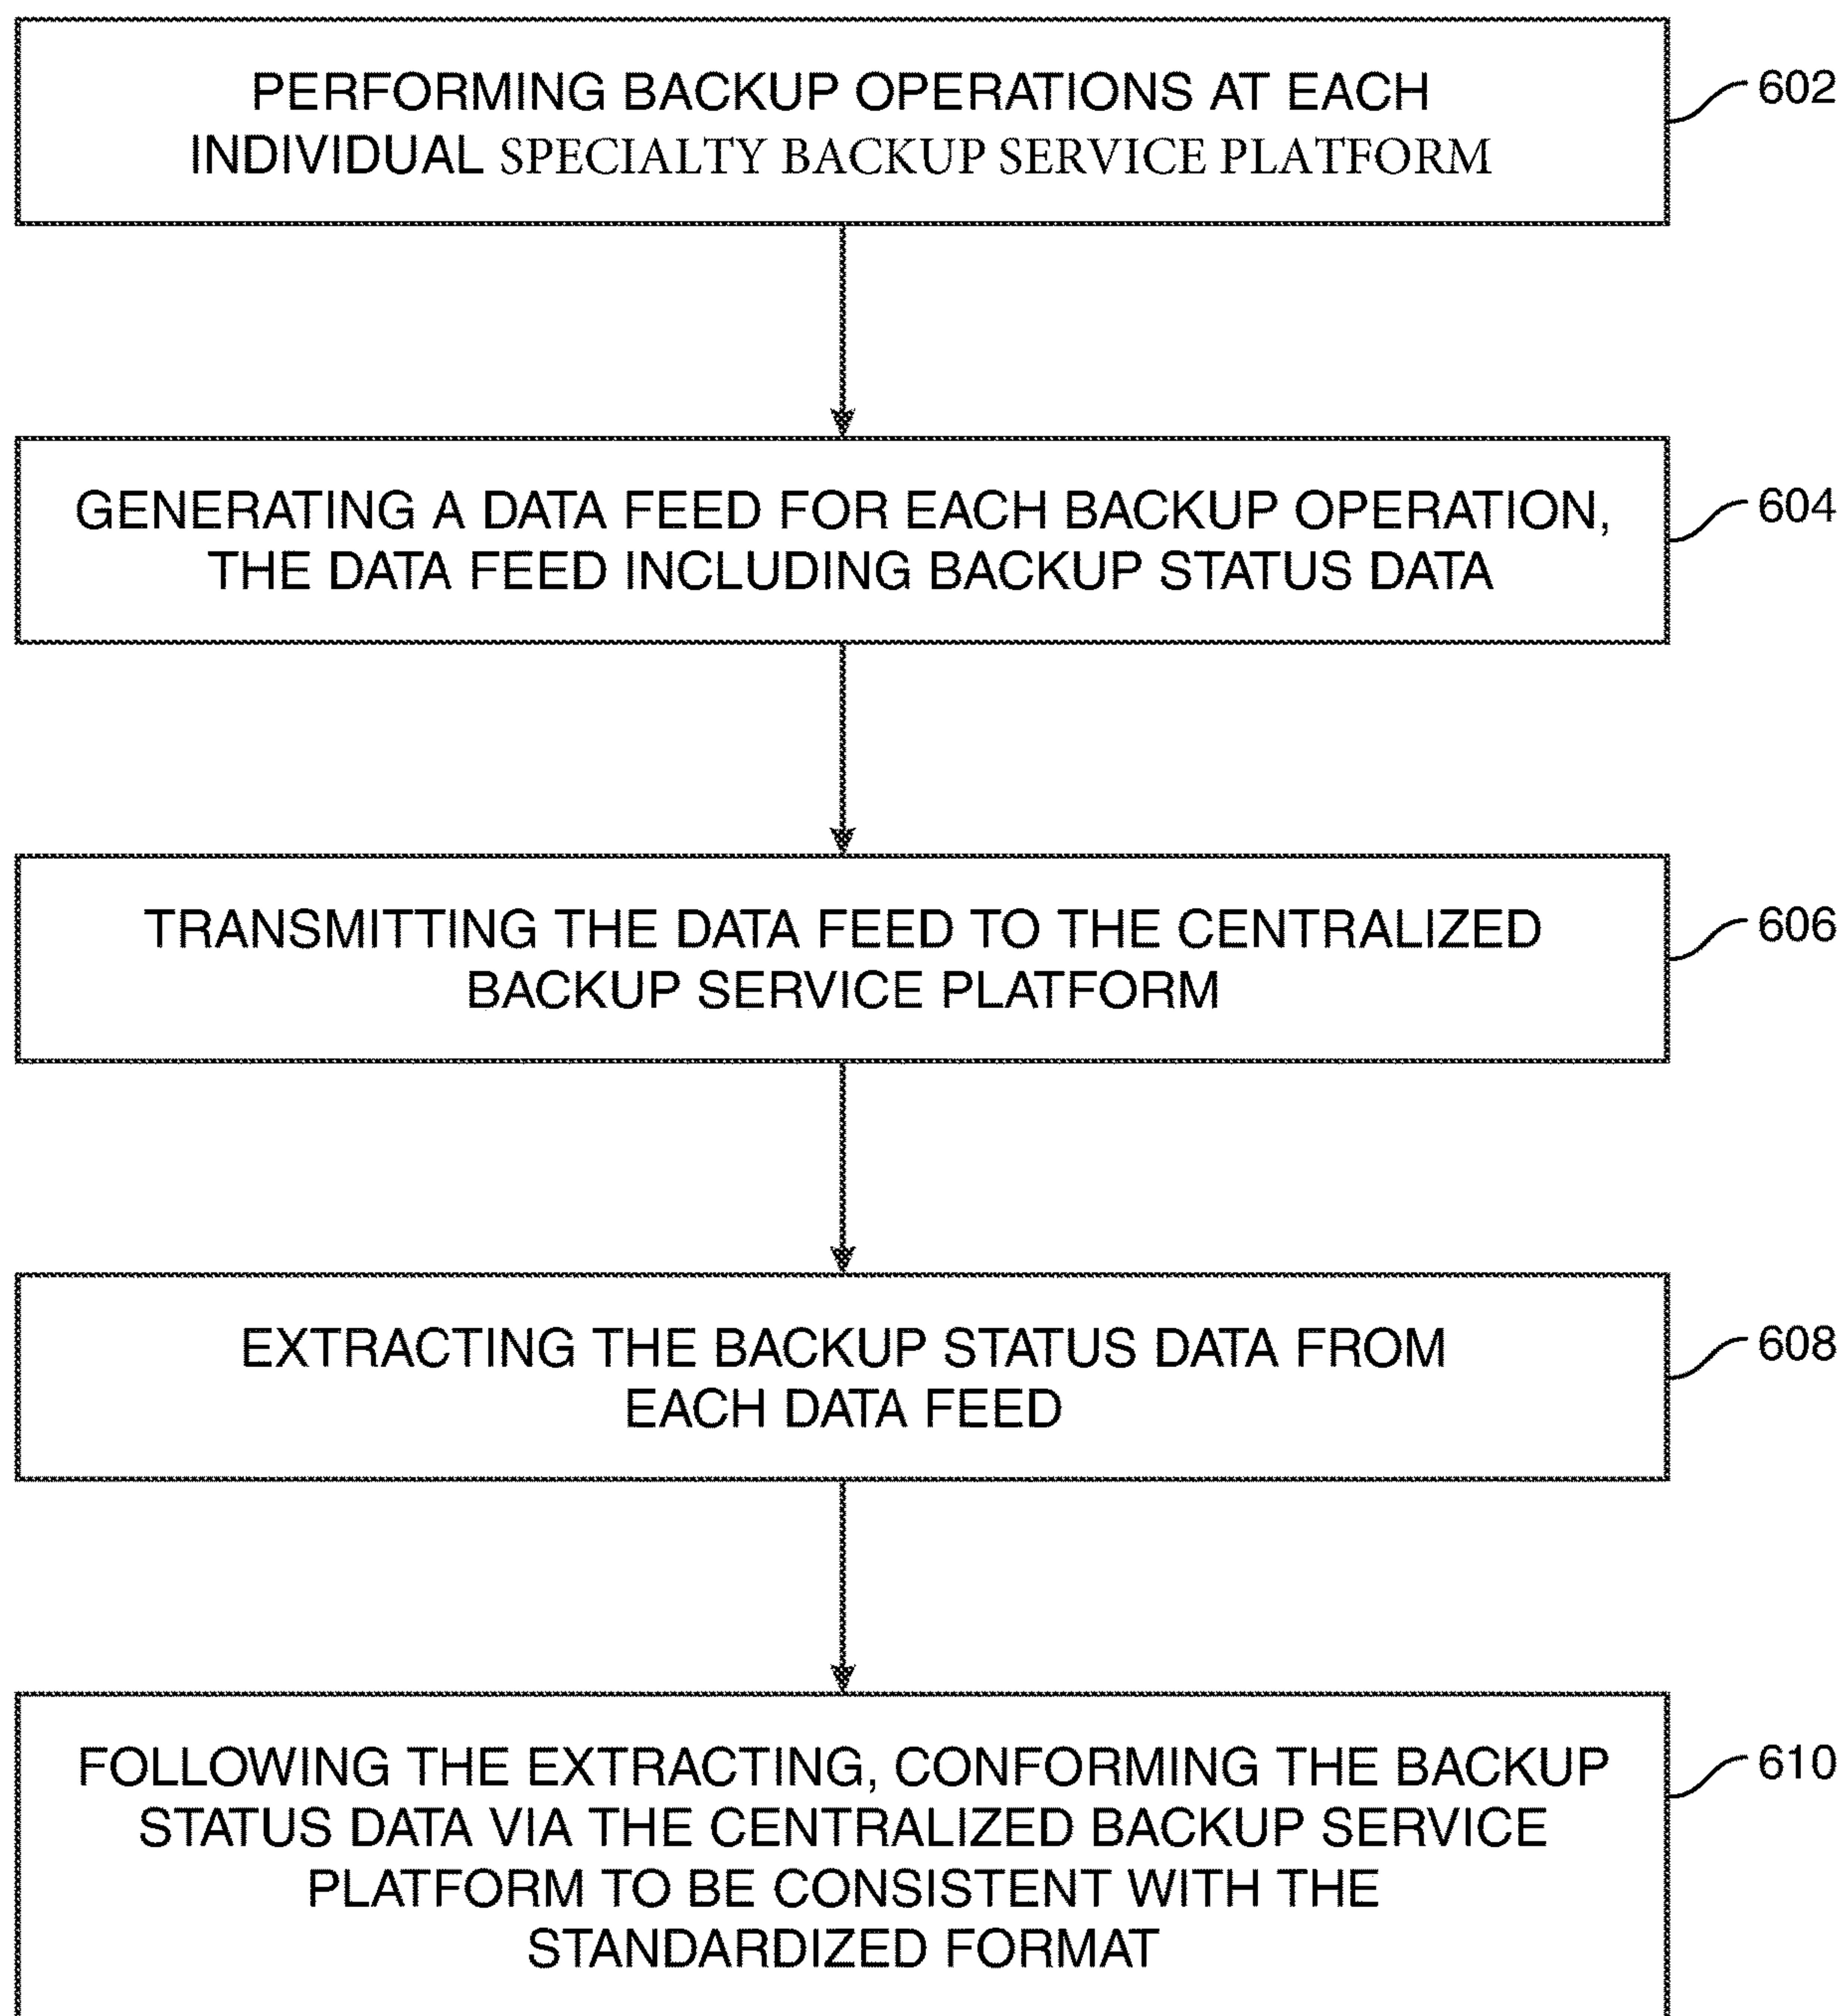 PERFORMING BACKUP OPERATIONS AT EACH
INDIVIDUAL SPECIALTY BACKUP SERVICE PLATFORM
602
GENERATING A DATA FEED FOR EACH BACKUP OPERATION,
THE DATA FEED INCLUDING BACKUP STATUS DATA
604
TRANSMITTING THE DATA FEED TO THE CENTRALIZED
BACKUP SERVICE PLATFORM
606
EXTRACTING THE BACKUP STATUS DATA FROM
EACH DATA FEED
608
FOLLOWING THE EXTRACTING, CONFORMING THE BACKUP
STATUS DATA VIA THE CENTRALIZED BACKUP SERVICE
PLATFORM TO BE CONSISTENT WITH THE
STANDARDIZED FORMAT
610